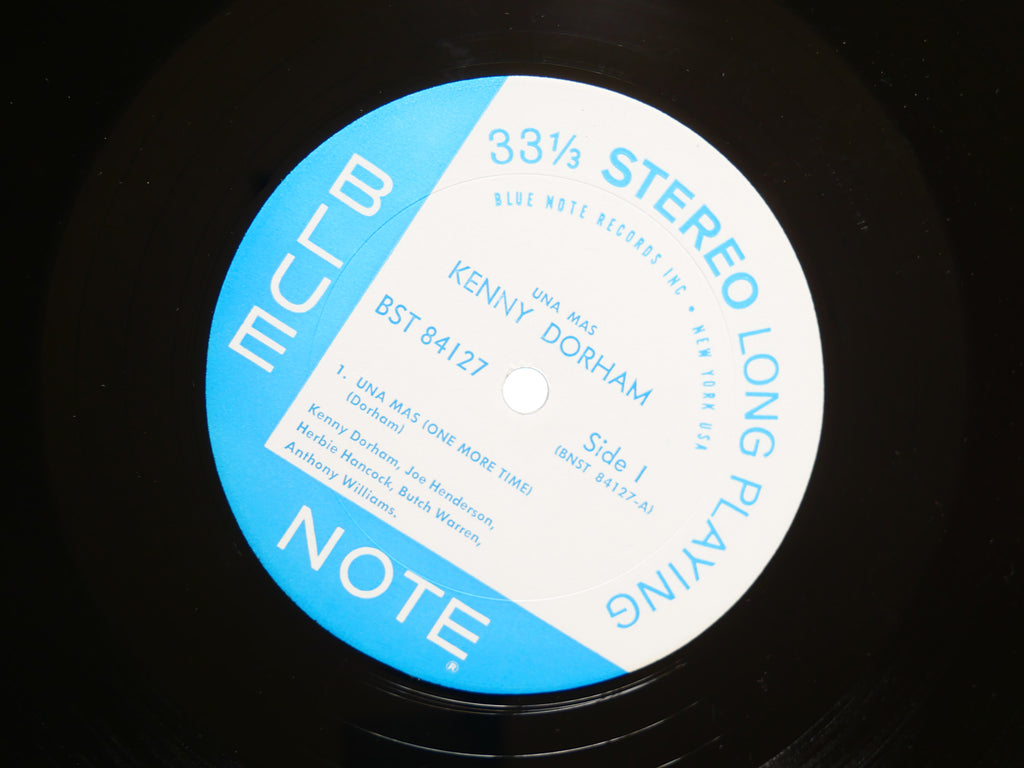 33⅓ STEREO LONG PLAYING
BLUE NOTE RECORDS INC • NEW YORK USA
BLUE
NOTE
®
UNA MAS
KENNY DORHAM
BST 84127
Side 1
(BNST 84127-A)
1. UNA MAS (ONE MORE TIME)
(Dorham)
Kenny Dorham, Joe Henderson,
Herbie Hancock, Butch Warren,
Anthony Williams.